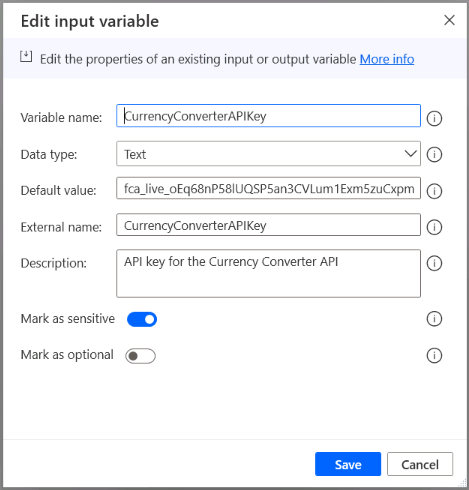 Edit input variable
Edit the properties of an existing input or output variable More info
Variable name: CurrencyConverterAPIKey
Data type: Text
Default value: fca_live_oEq68nP58lUQSP5an3CVLum1Exm5zuCxpm
External name: CurrencyConverterAPIKey
Description: API key for the Currency Converter API
Mark as sensitive
Mark as optional
Save Cancel